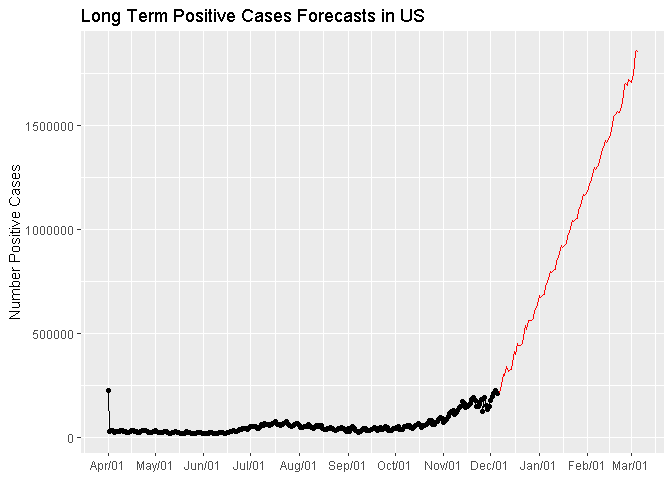 Long Term Positive Cases Forecasts in US
1500000
1000000
500000
0
Number Positive Cases
Apr/01 May/01 Jun/01 Jul/01 Aug/01 Sep/01 Oct/01 Nov/01 Dec/01 Jan/01 Feb/01 Mar/01